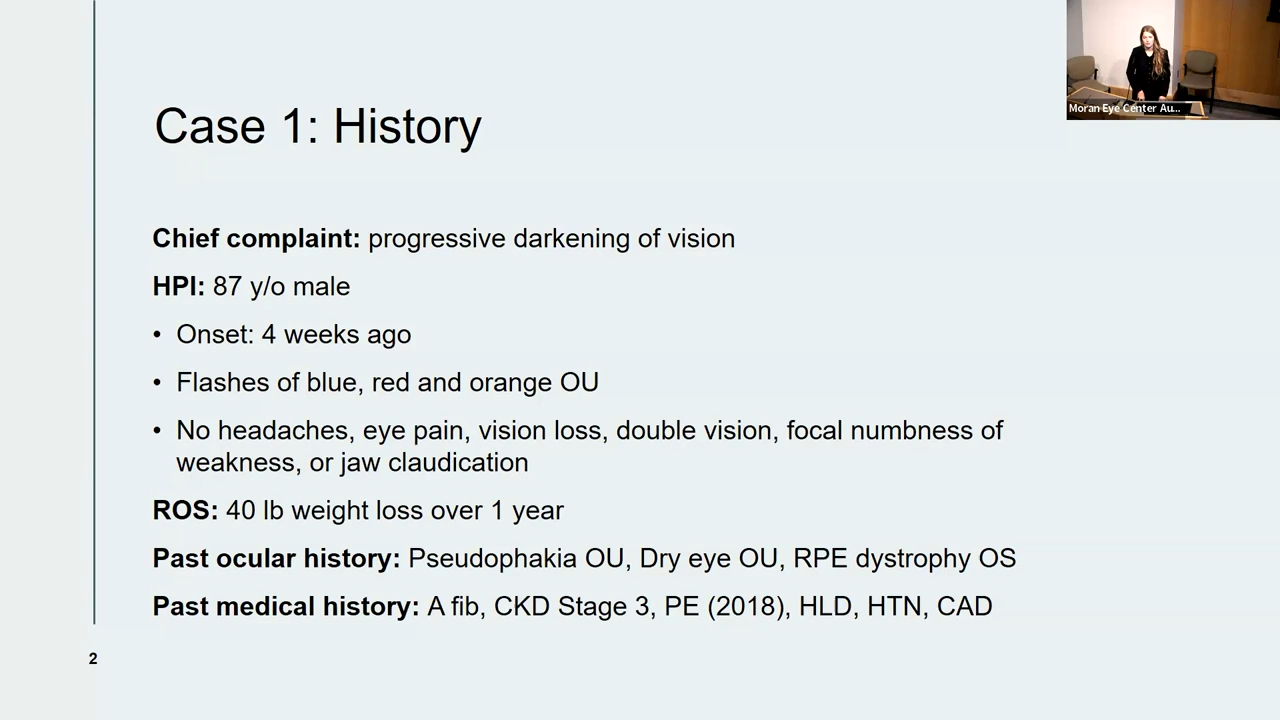 Moran Eye Center Au...
Case 1: History
Chief complaint: progressive darkening of vision
HPI: 87 y/o male
• Onset: 4 weeks ago
• Flashes of blue, red and orange OU
• No headaches, eye pain, vision loss, double vision, focal numbness of
weakness, or jaw claudication
ROS: 40 lb weight loss over 1 year
Past ocular history: Pseudophakia OU, Dry eye OU, RPE dystrophy OS
Past medical history: A fib, CKD Stage 3, PE (2018), HLD, HTN, CAD
2